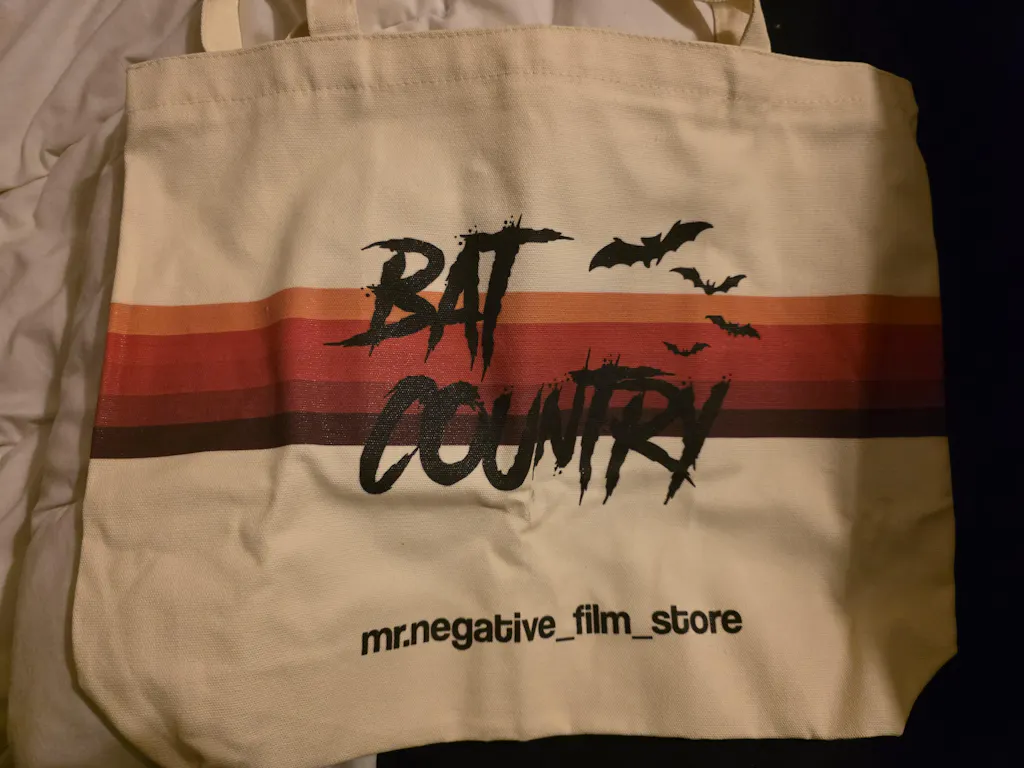 BAT
COUNTRY
mr.negative_film_store